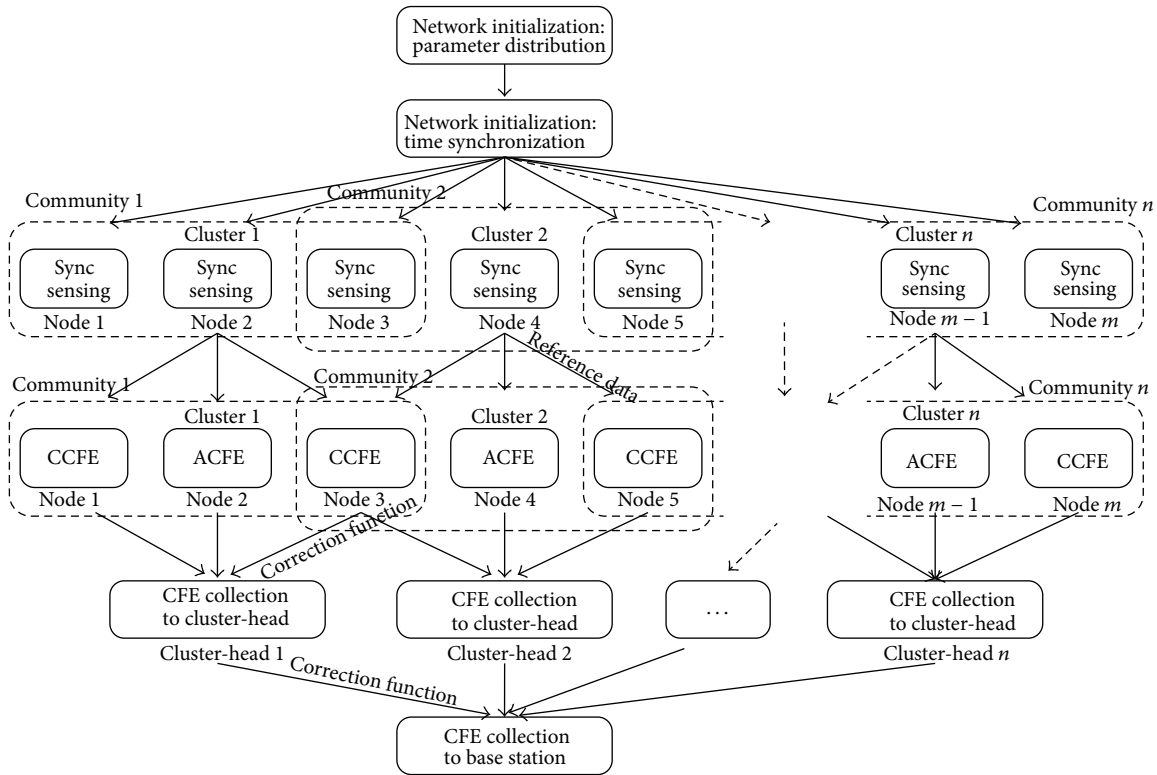 Network initialization:
parameter distribution
Network initialization:
time synchronization
Community 1
Community 2
Community n
Cluster 1
Cluster 2
Cluster n
Sync
sensing
Sync
sensing
Sync
sensing
Sync
sensing
Sync
sensing
Sync
sensing
Sync
sensing
Node 1
Node 2
Node 3
Node 4
Node 5
Node m − 1
Node m
Reference data
Community 1
Community 2
Community n
Cluster 1
Cluster 2
Cluster n
CCFE
ACFE
CCFE
ACFE
CCFE
ACFE
CCFE
Node 1
Node 2
Node 3
Node 4
Node 5
Node m − 1
Node m
Correction function
CFE collection
to cluster-head
CFE collection
to cluster-head
...
CFE collection
to cluster-head
Cluster-head 1
Cluster-head 2
Cluster-head n
Correction function
CFE collection
to base station